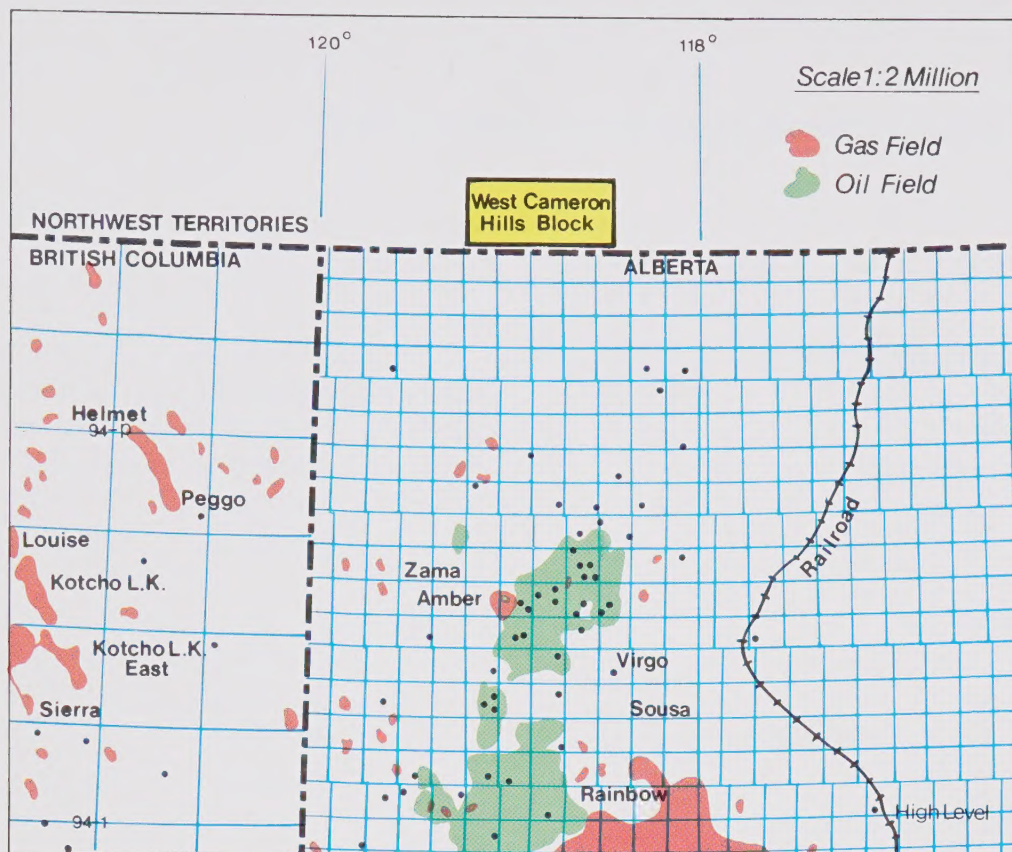 120°
118°
Scale 1:2 Million
Gas Field
Oil Field
West Cameron
Hills Block
NORTHWEST TERRITORIES
BRITISH COLUMBIA
ALBERTA
Helmet
94-P
Peggo
Louise
Kotcho L.K.
Zama
Amber
Railroad
Kotcho L.K.
East
Virgo
Sierra
Sousa
Rainbow
94-I
High Level